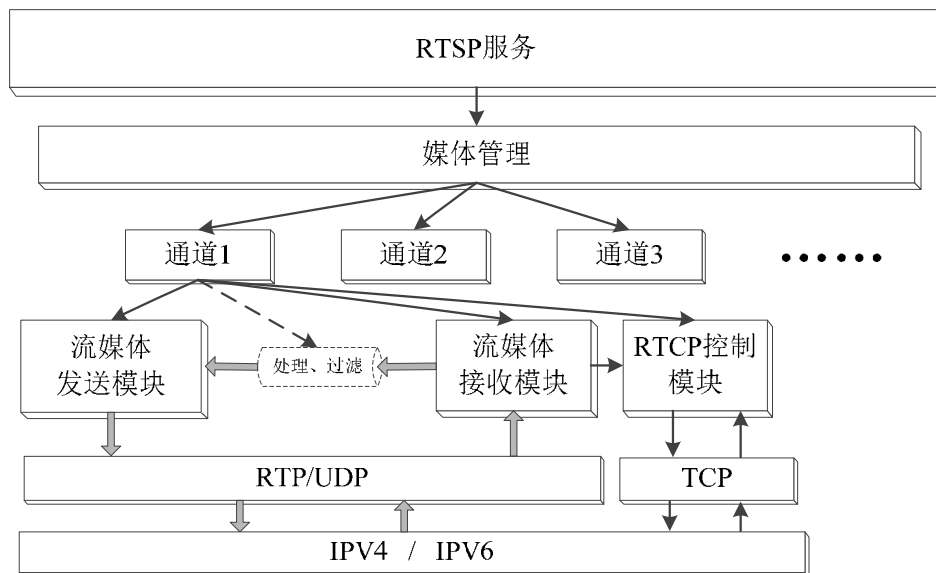 RTSP服务
媒体管理
通道1
通道2
通道3
......
流媒体
发送模块
处理、过滤
流媒体
接收模块
RTCP控制
模块
RTP/UDP
TCP
IPV4 / IPV6